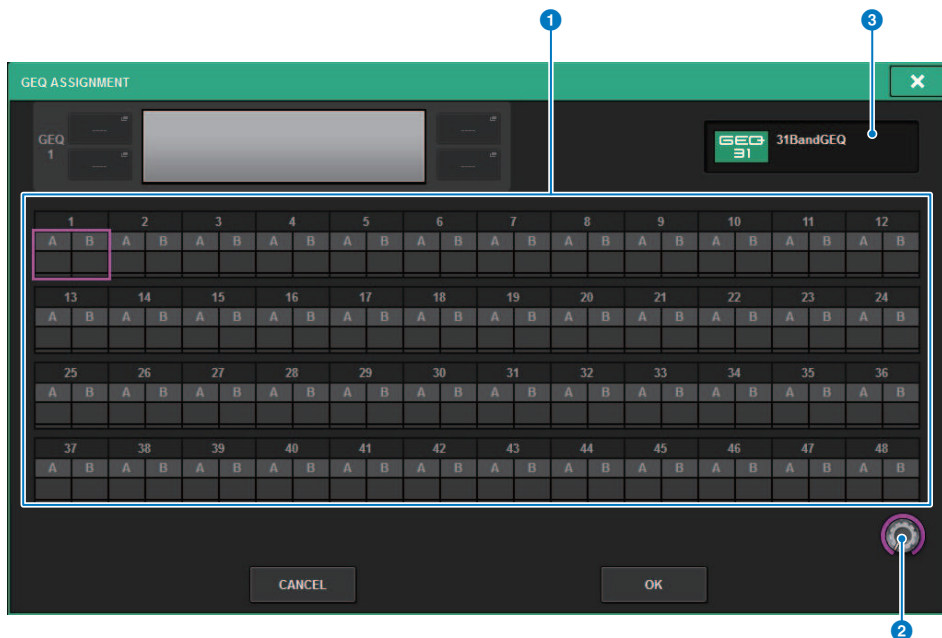 1 3
GEQ ASSIGNMENT
GEQ
1
---- ----
---- ----
GEQ
31
31BandGEQ
1 2 3 4 5 6 7 8 9 10 11 12
A B A B A B A B A B A B A B A B A B A B A B A B
13 14 15 16 17 18 19 20 21 22 23 24
A B A B A B A B A B A B A B A B A B A B A B A B
25 26 27 28 29 30 31 32 33 34 35 36
A B A B A B A B A B A B A B A B A B A B A B A B
37 38 39 40 41 42 43 44 45 46 47 48
A B A B A B A B A B A B A B A B A B A B A B A B
CANCEL OK
2